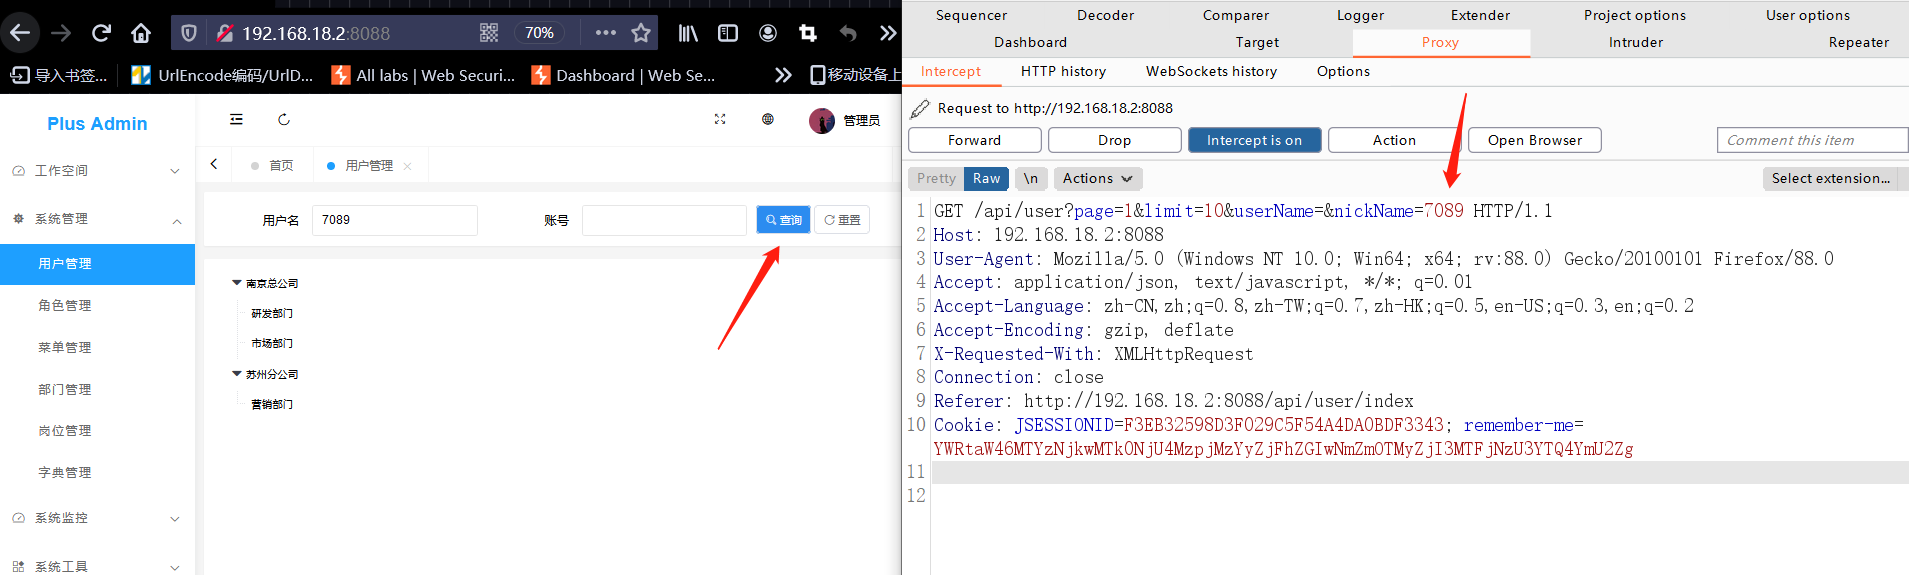 192.168.18.2:8088
70%
导入书签...
UrlEncode编码/UrlD...
All labs | Web Securi...
Dashboard | Web Se...
移动设备上
Plus Admin
管理员
工作空间
首页
用户管理
系统管理
用户名
7089
账号
查询
重置
用户管理
角色管理
菜单管理
部门管理
岗位管理
字典管理
系统监控
系统工具
南京总公司
研发部门
市场部门
苏州分公司
营销部门
Sequencer Decoder Comparer Logger Extender Project options User options
Dashboard Target Proxy Intruder Repeater
Intercept HTTP history WebSockets history Options
Request to http://192.168.18.2:8088
Forward Drop Intercept is on Action Open Browser Comment this item
Pretty Raw \n Actions Select extension...
1 GET /api/user?page=1&limit=10&userName=&nickName=7089 HTTP/1.1
2 Host: 192.168.18.2:8088
3 User-Agent: Mozilla/5.0 (Windows NT 10.0; Win64; x64; rv:88.0) Gecko/20100101 Firefox/88.0
4 Accept: application/json, text/javascript, */*; q=0.01
5 Accept-Language: zh-CN,zh;q=0.8,zh-TW;q=0.7,zh-HK;q=0.5,en-US;q=0.3,en;q=0.2
6 Accept-Encoding: gzip, deflate
7 X-Requested-With: XMLHttpRequest
8 Connection: close
9 Referer: http://192.168.18.2:8088/api/user/index
10 Cookie: JSESSIONID=F3EB32598D3F029C5F54A4DA0BDF3343; remember-me=
YWRtaW46MTYzNjkwMTk0NjU4MzpjMzYyZjFhZGIwNmZmOTMyZjI3MTFjNzU3YTQ4YmU2Zg
11
12